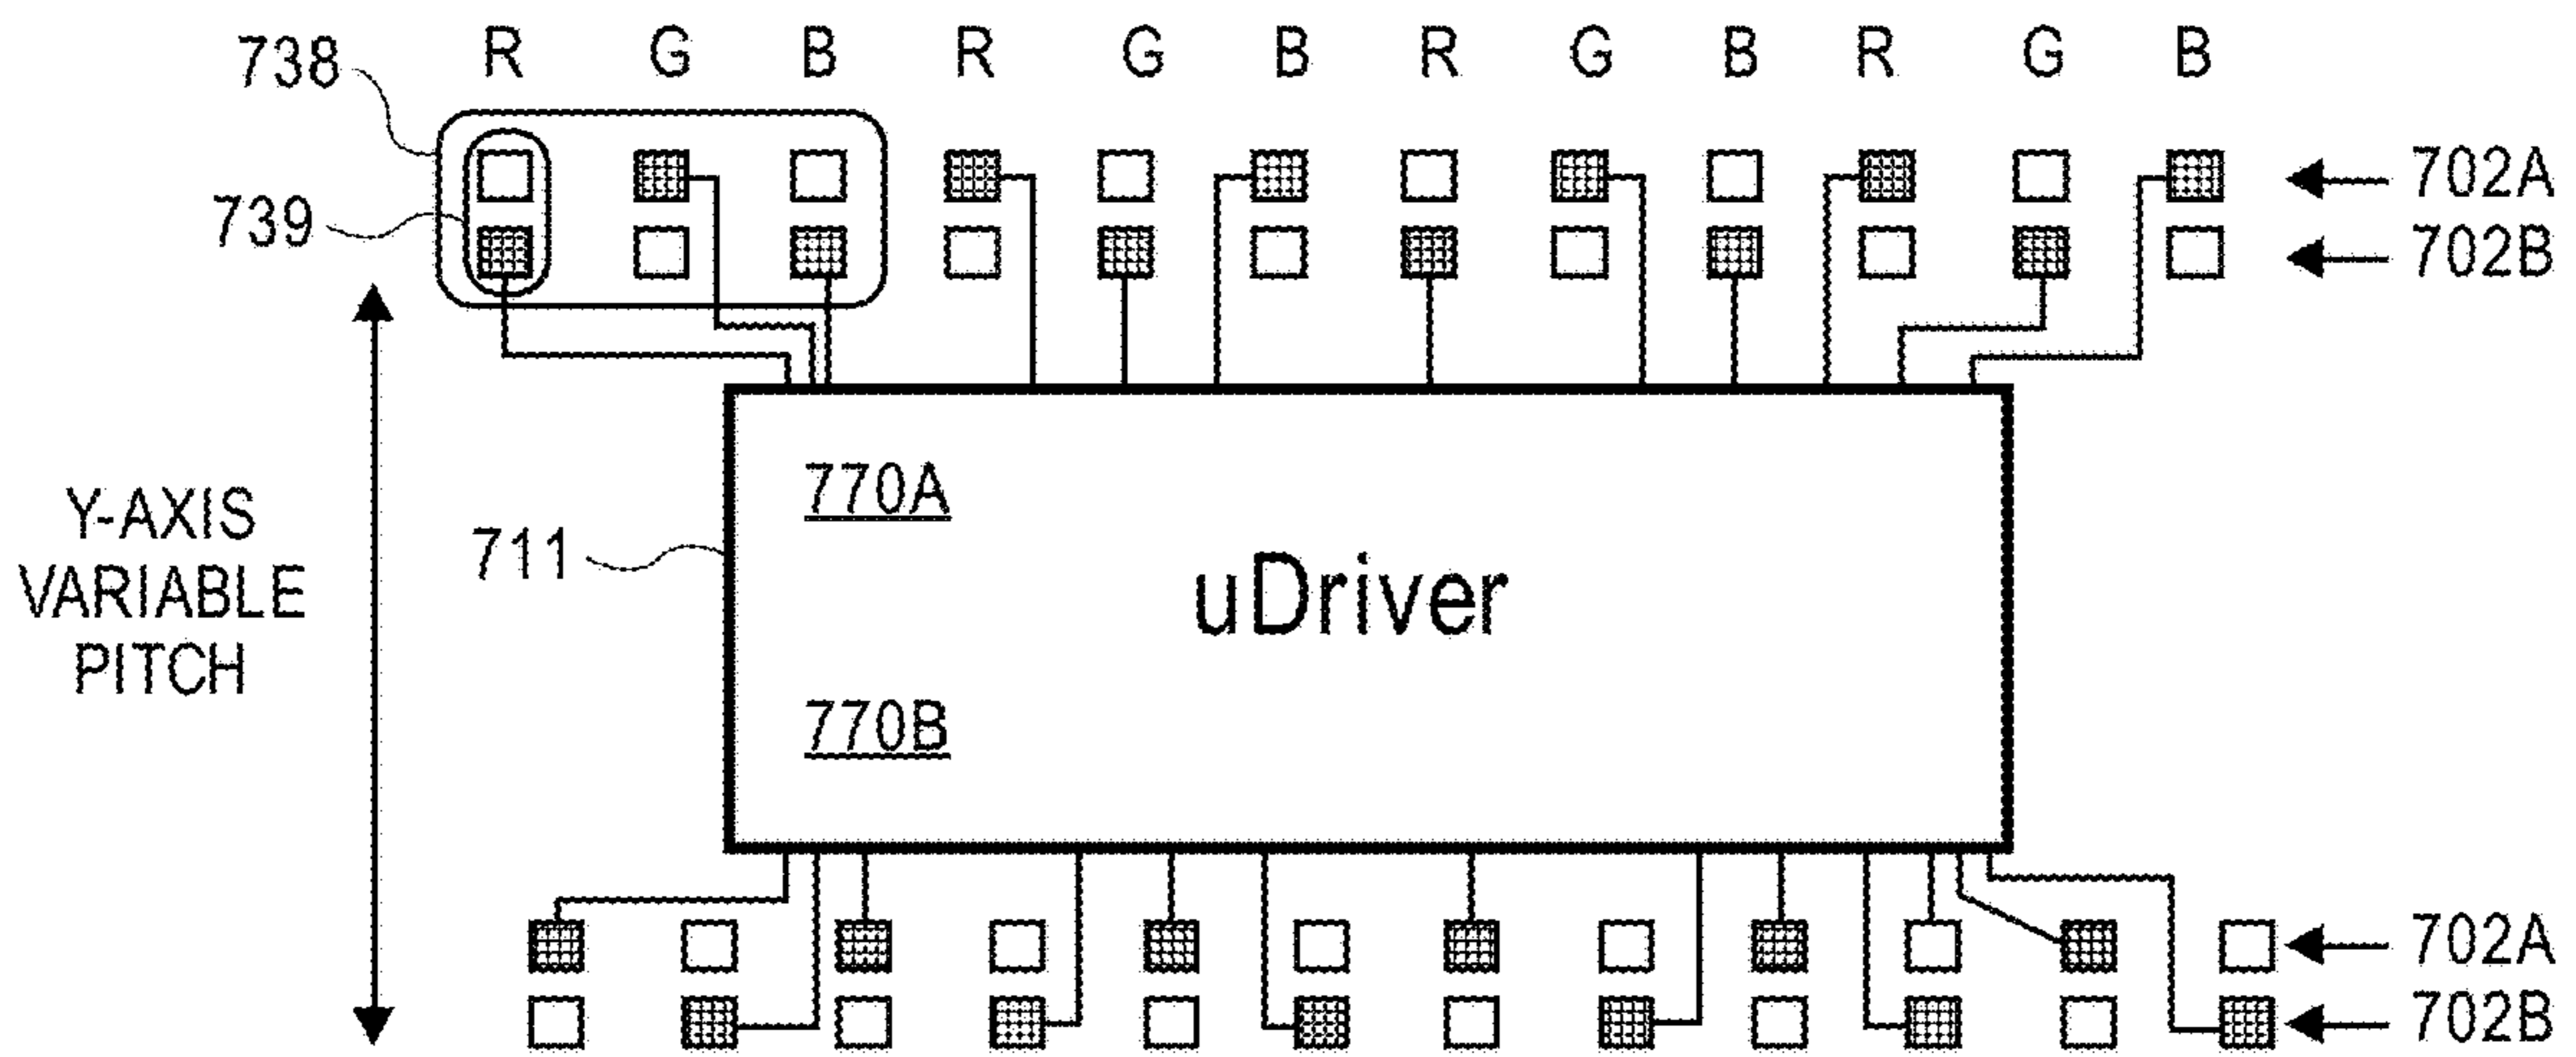 R G B R G B R G B R G B
738
702A
739
702B
770A
Y-AXIS
VARIABLE
PITCH
711
uDriver
770B
702A
702B